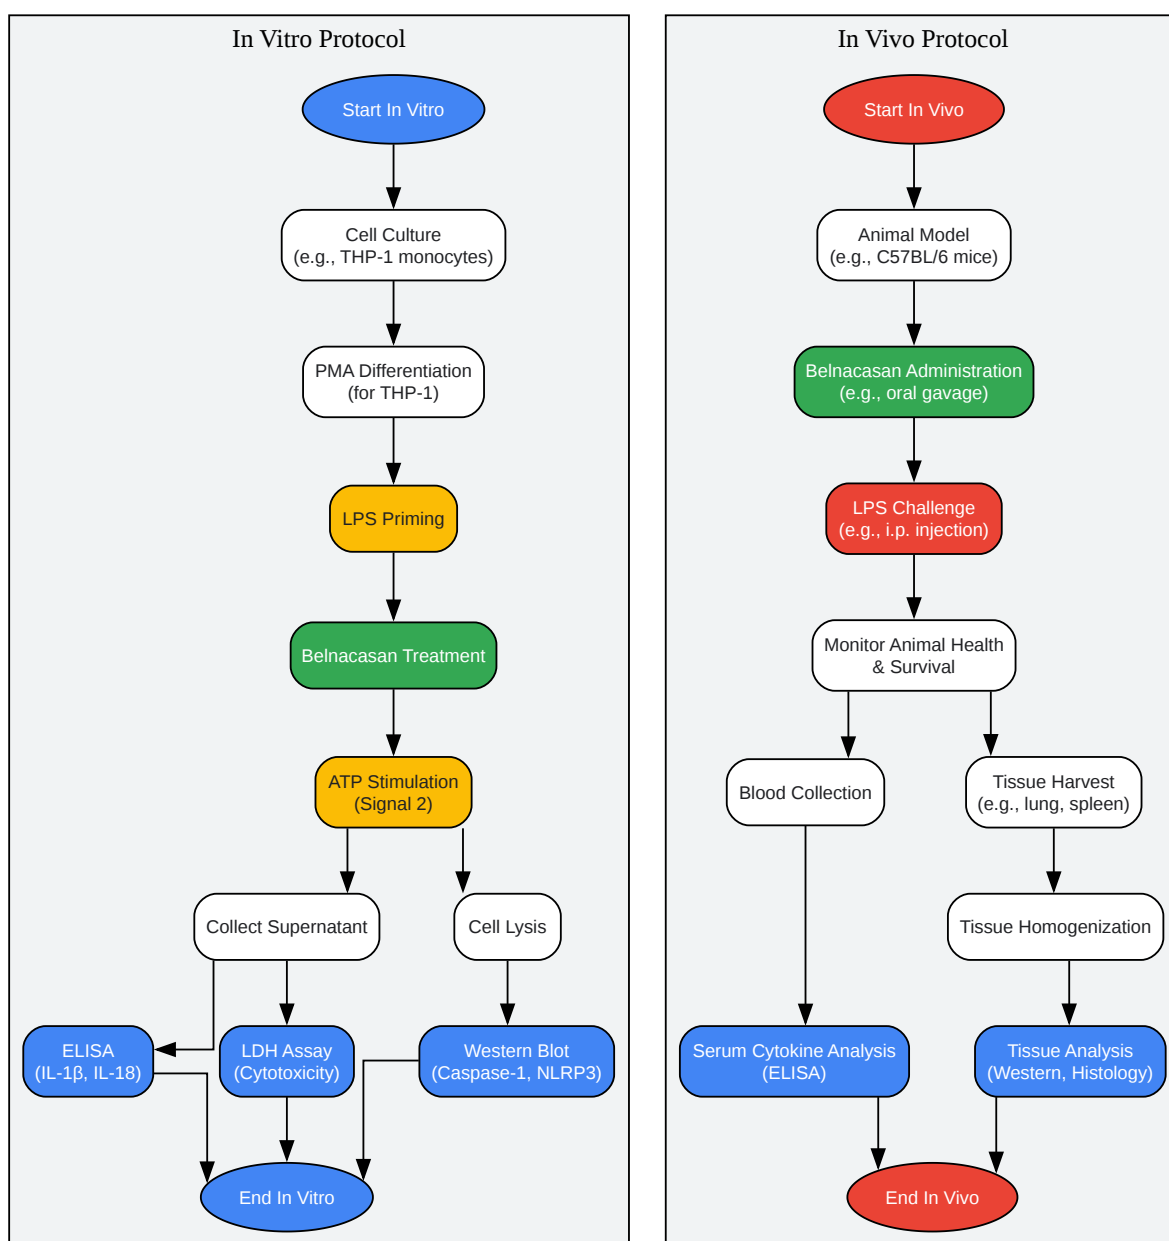 In Vitro Protocol
Start In Vitro
Cell Culture
(e.g., THP-1 monocytes)
PMA Differentiation
(for THP-1)
LPS Priming
Belnacasan Treatment
ATP Stimulation
(Signal 2)
Collect Supernatant
Cell Lysis
ELISA
(IL-1β, IL-18)
LDH Assay
(Cytotoxicity)
Western Blot
(Caspase-1, NLRP3)
End In Vitro
In Vivo Protocol
Start In Vivo
Animal Model
(e.g., C57BL/6 mice)
Belnacasan Administration
(e.g., oral gavage)
LPS Challenge
(e.g., i.p. injection)
Monitor Animal Health
& Survival
Blood Collection
Tissue Harvest
(e.g., lung, spleen)
Tissue Homogenization
Serum Cytokine Analysis
(ELISA)
Tissue Analysis
(Western, Histology)
End In Vivo